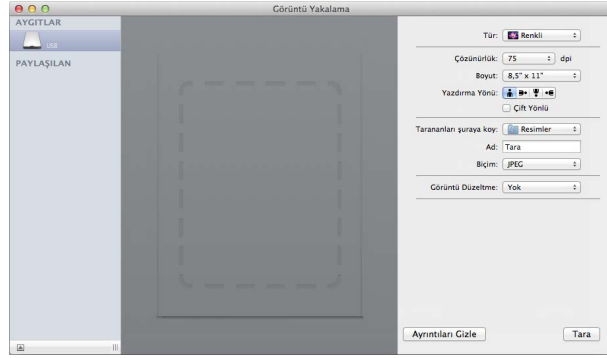 Görüntü Yakalama
AYGITLAR
USB
PAYLAŞILAN
Tür: Renkli
Çözünürlük: 75 dpi
Boyut: 8,5" x 11"
Yazdırma Yönü:
Çift Yönlü
Tarananları şuraya koy: Resimler
Ad: Tara
Biçim: JPEG
Görüntü Düzeltme: Yok
Ayrıntıları Gizle Tara